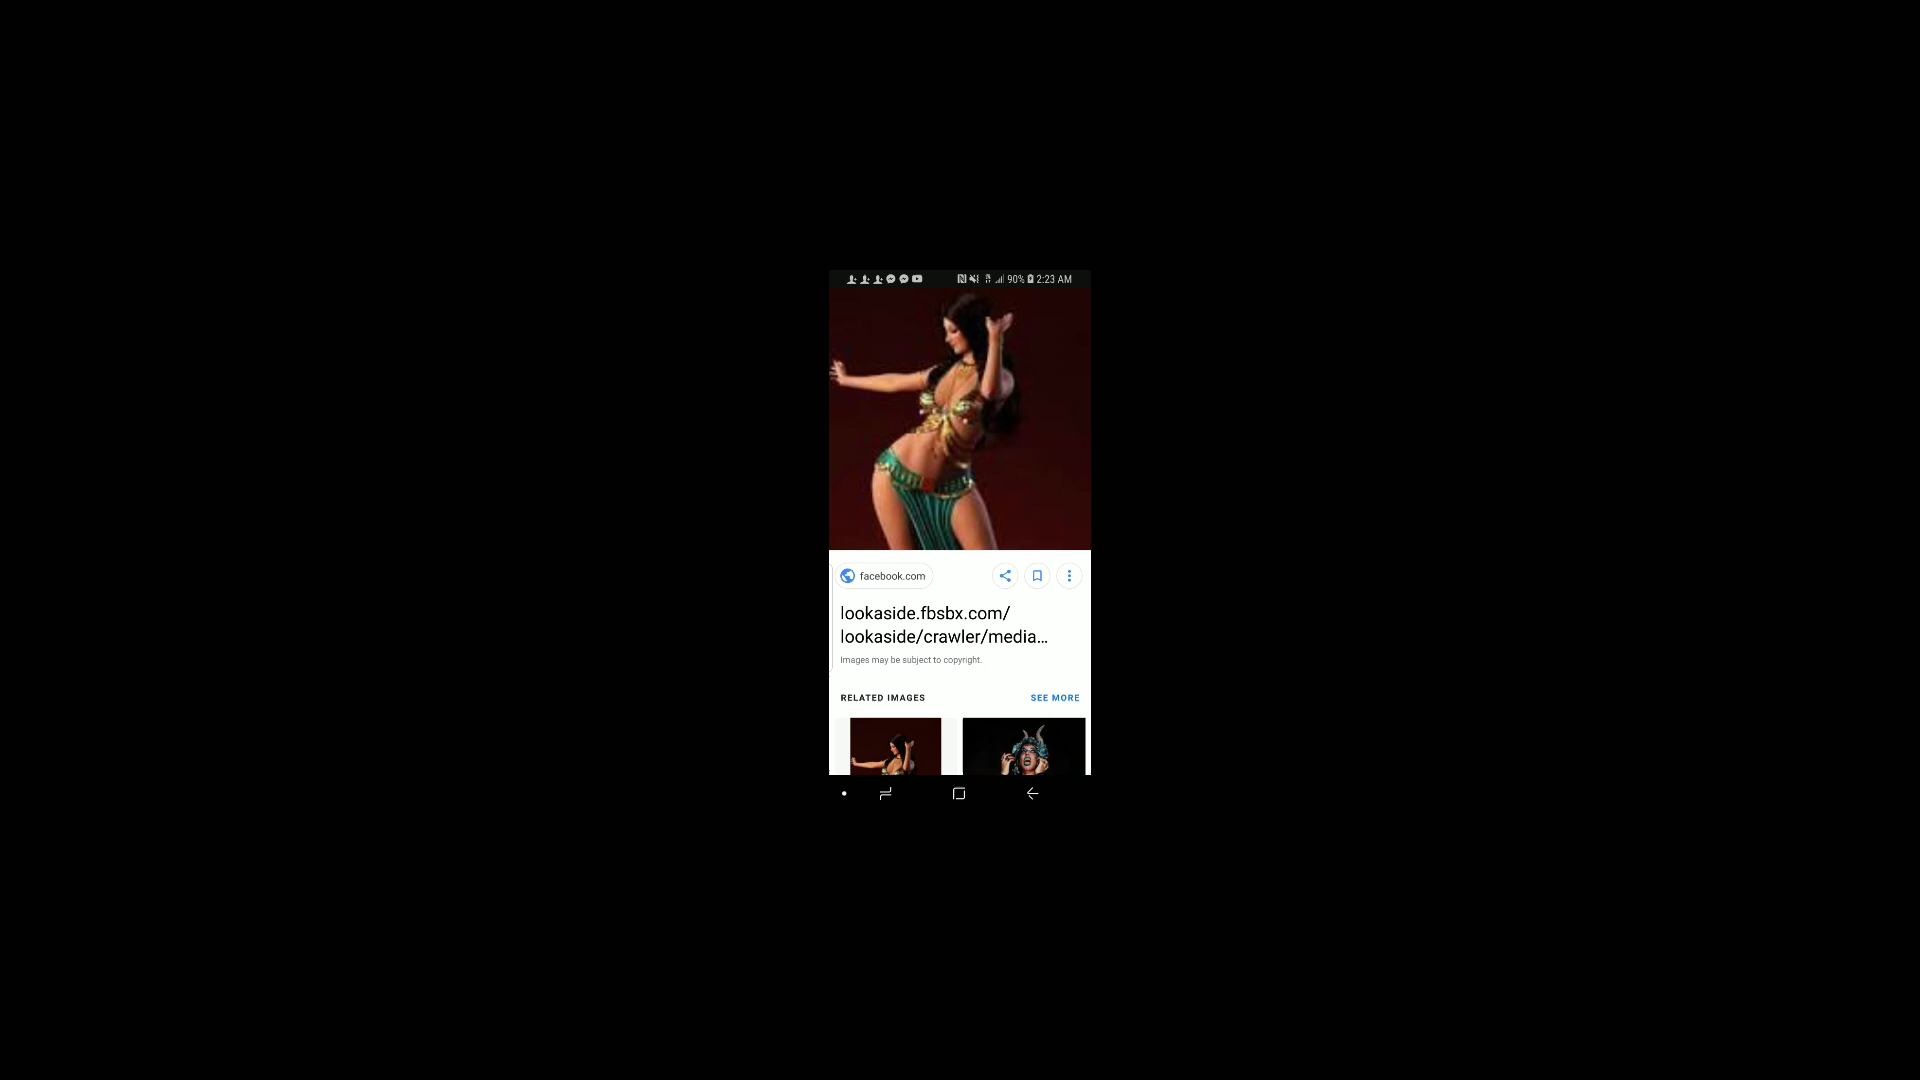 90% 2:23 AM
facebook.com
lookaside.fbsbx.com/
lookaside/crawler/media...
Images may be subject to copyright.
RELATED IMAGES SEE MORE